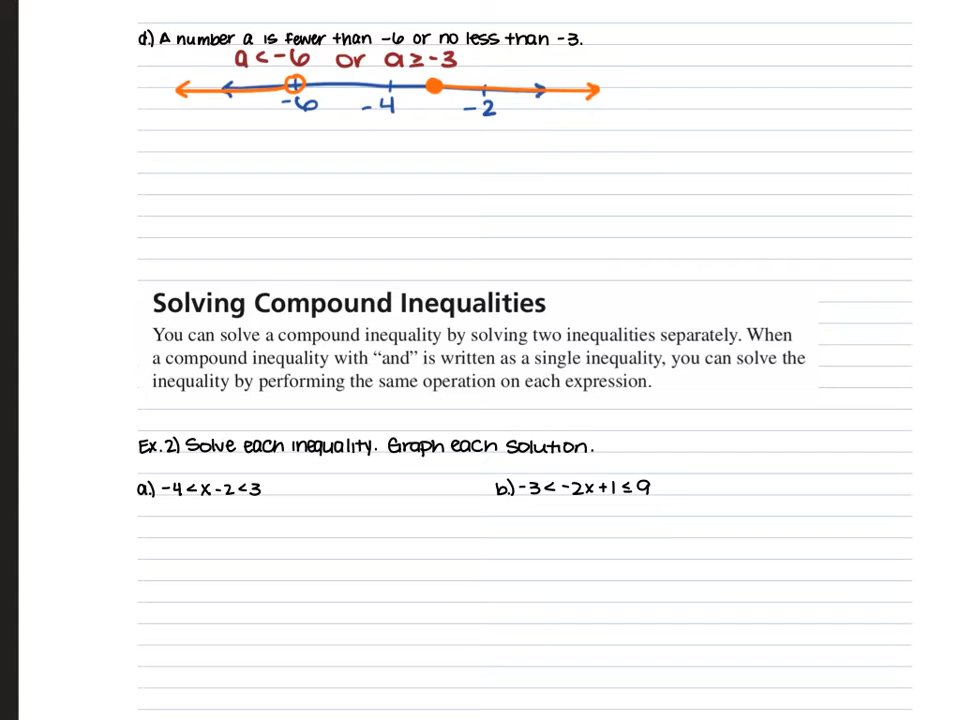 d.) A number a is fewer than -6 or no less than -3.
a < -6 or a ≥ -3
-6 -4 -2
Solving Compound Inequalities
You can solve a compound inequality by solving two inequalities separately. When
a compound inequality with “and” is written as a single inequality, you can solve the
inequality by performing the same operation on each expression.
Ex. 2) Solve each inequality. Graph each solution.
a.) -4 < x - 2 < 3 b.) -3 < -2x + 1 ≤ 9